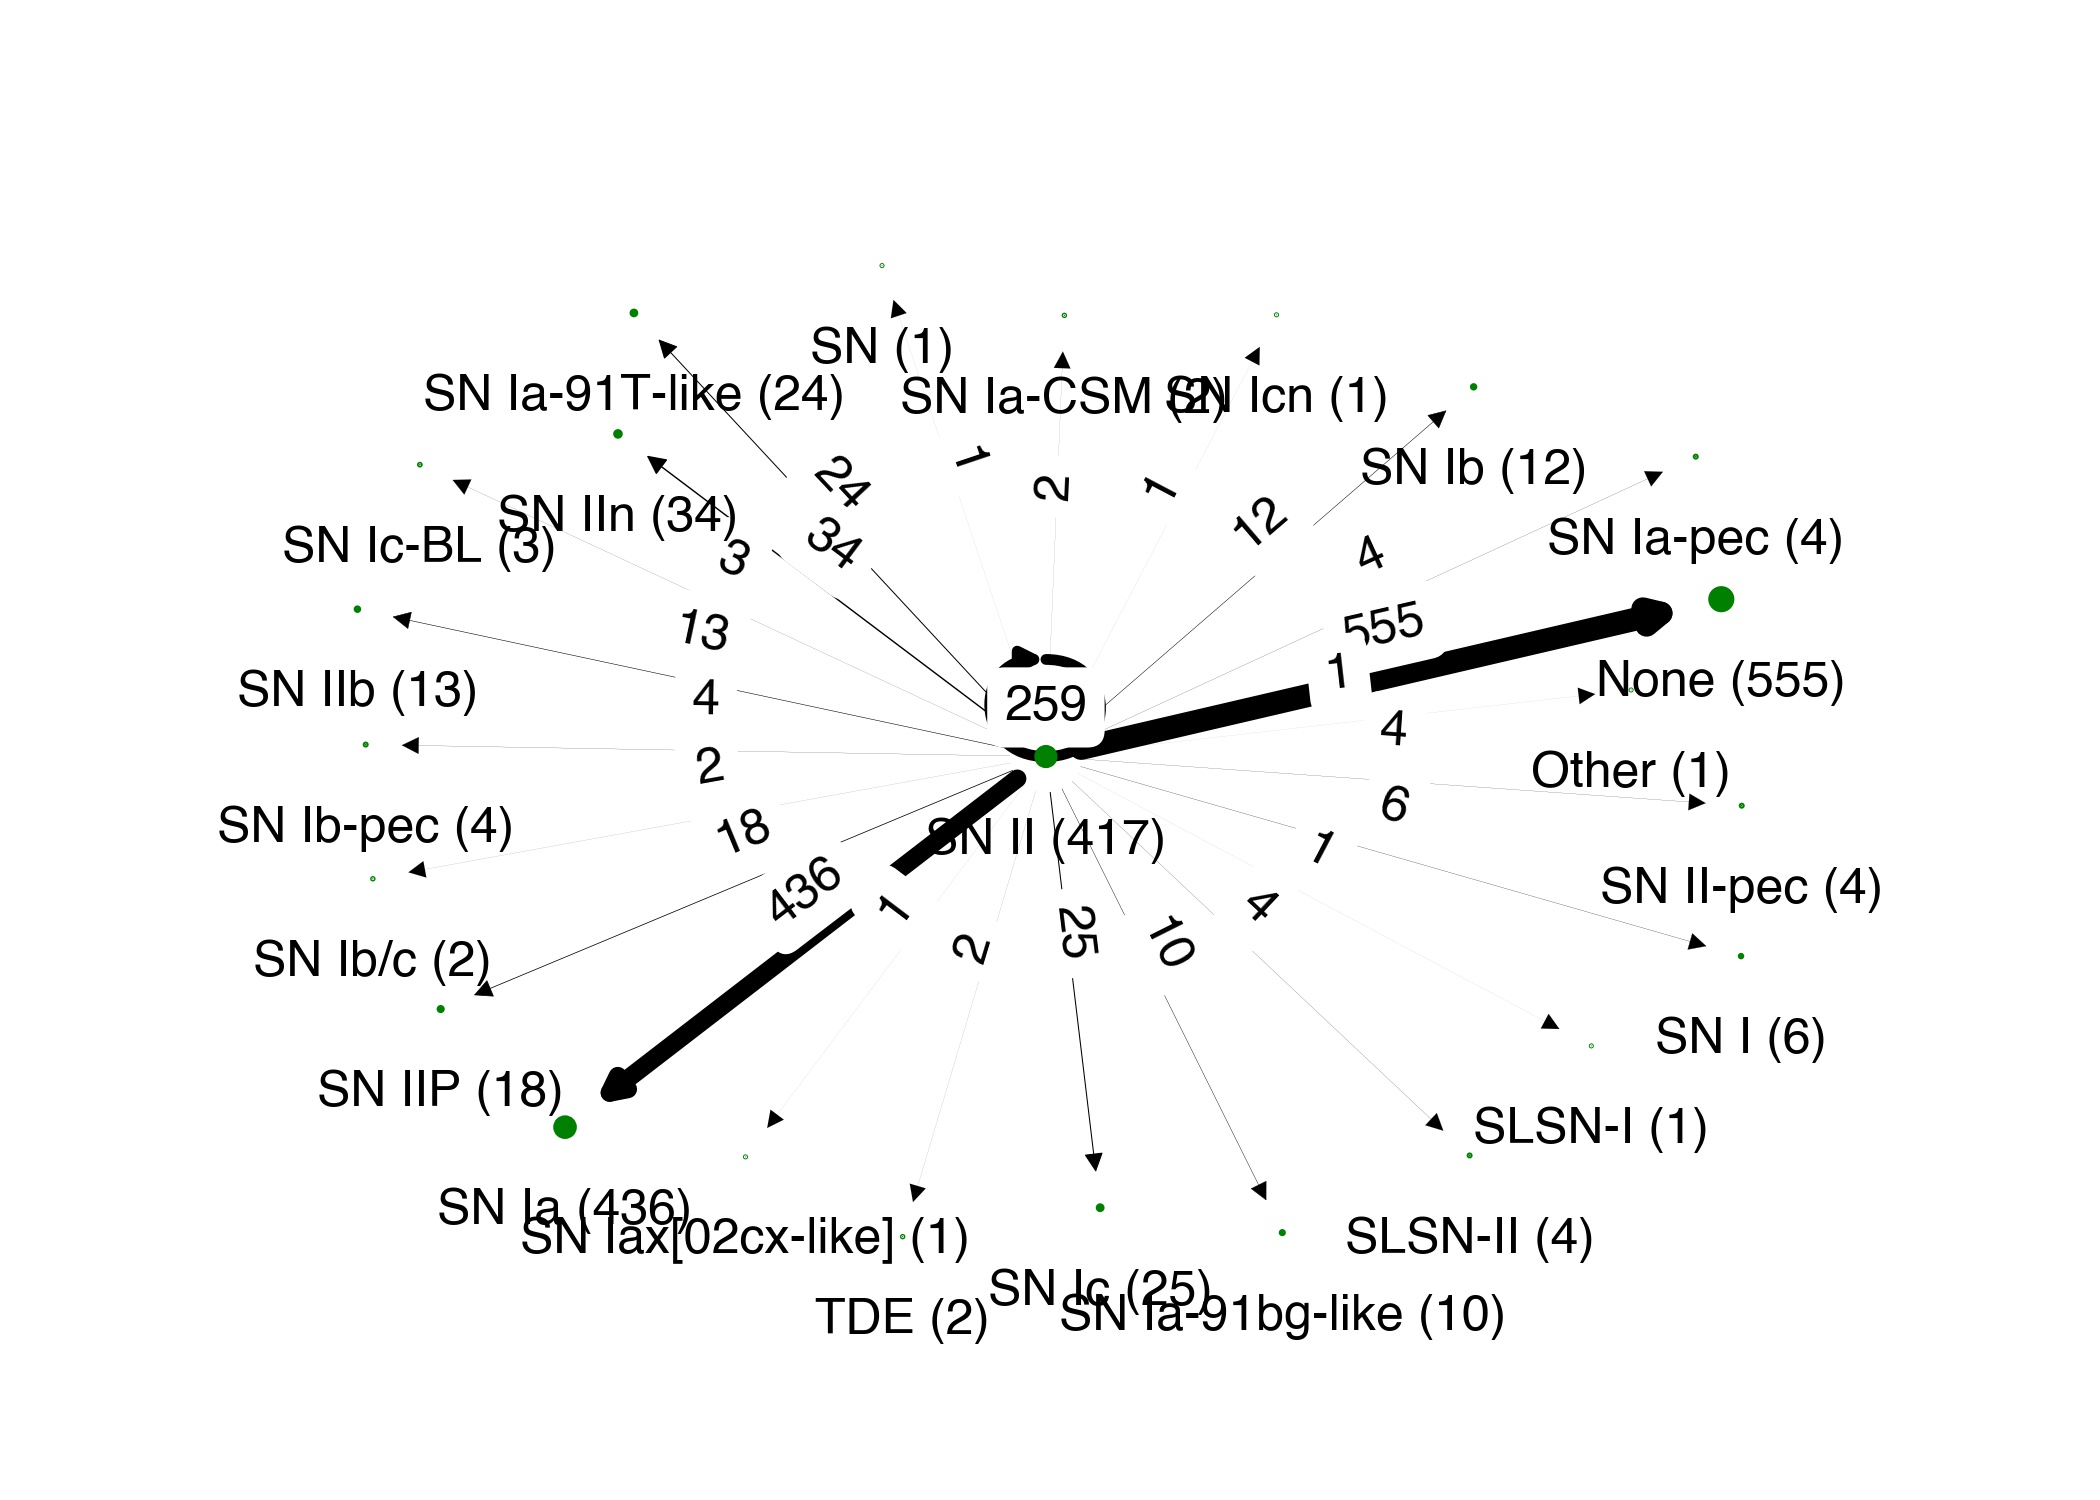 SN (1)
SN Ia-91T-like (24)
SN Ia-CSM (2)
SN Icn (1)
1
24
2
1
SN Ib (12)
SN IIn (34)
12
SN Ic-BL (3)
3
34
4
SN Ia-pec (4)
13
555
1
None (555)
SN IIb (13)
4
259
4
2
Other (1)
SN Ib-pec (4)
18
SN II (417)
6
1
436
1
4
SN II-pec (4)
SN Ib/c (2)
2
25
10
SN I (6)
SN IIP (18)
SLSN-I (1)
SN Ia (436)
SN Iax[02cx-like] (1)
SLSN-II (4)
SN Ic (25)
TDE (2)
SN Ia-91bg-like (10)